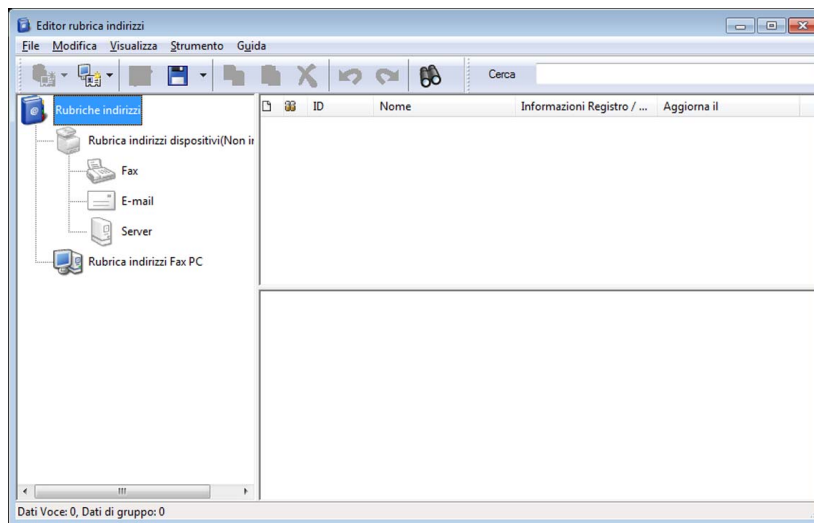 Editor rubrica indirizzi
File Modifica Visualizza Strumento Guida
Cerca
Rubriche indirizzi
ID Nome Informazioni Registro / ... Aggiorna il
Rubrica indirizzi dispositivi(Non in
Fax
E-mail
Server
Rubrica indirizzi Fax PC
Dati Voce: 0, Dati di gruppo: 0